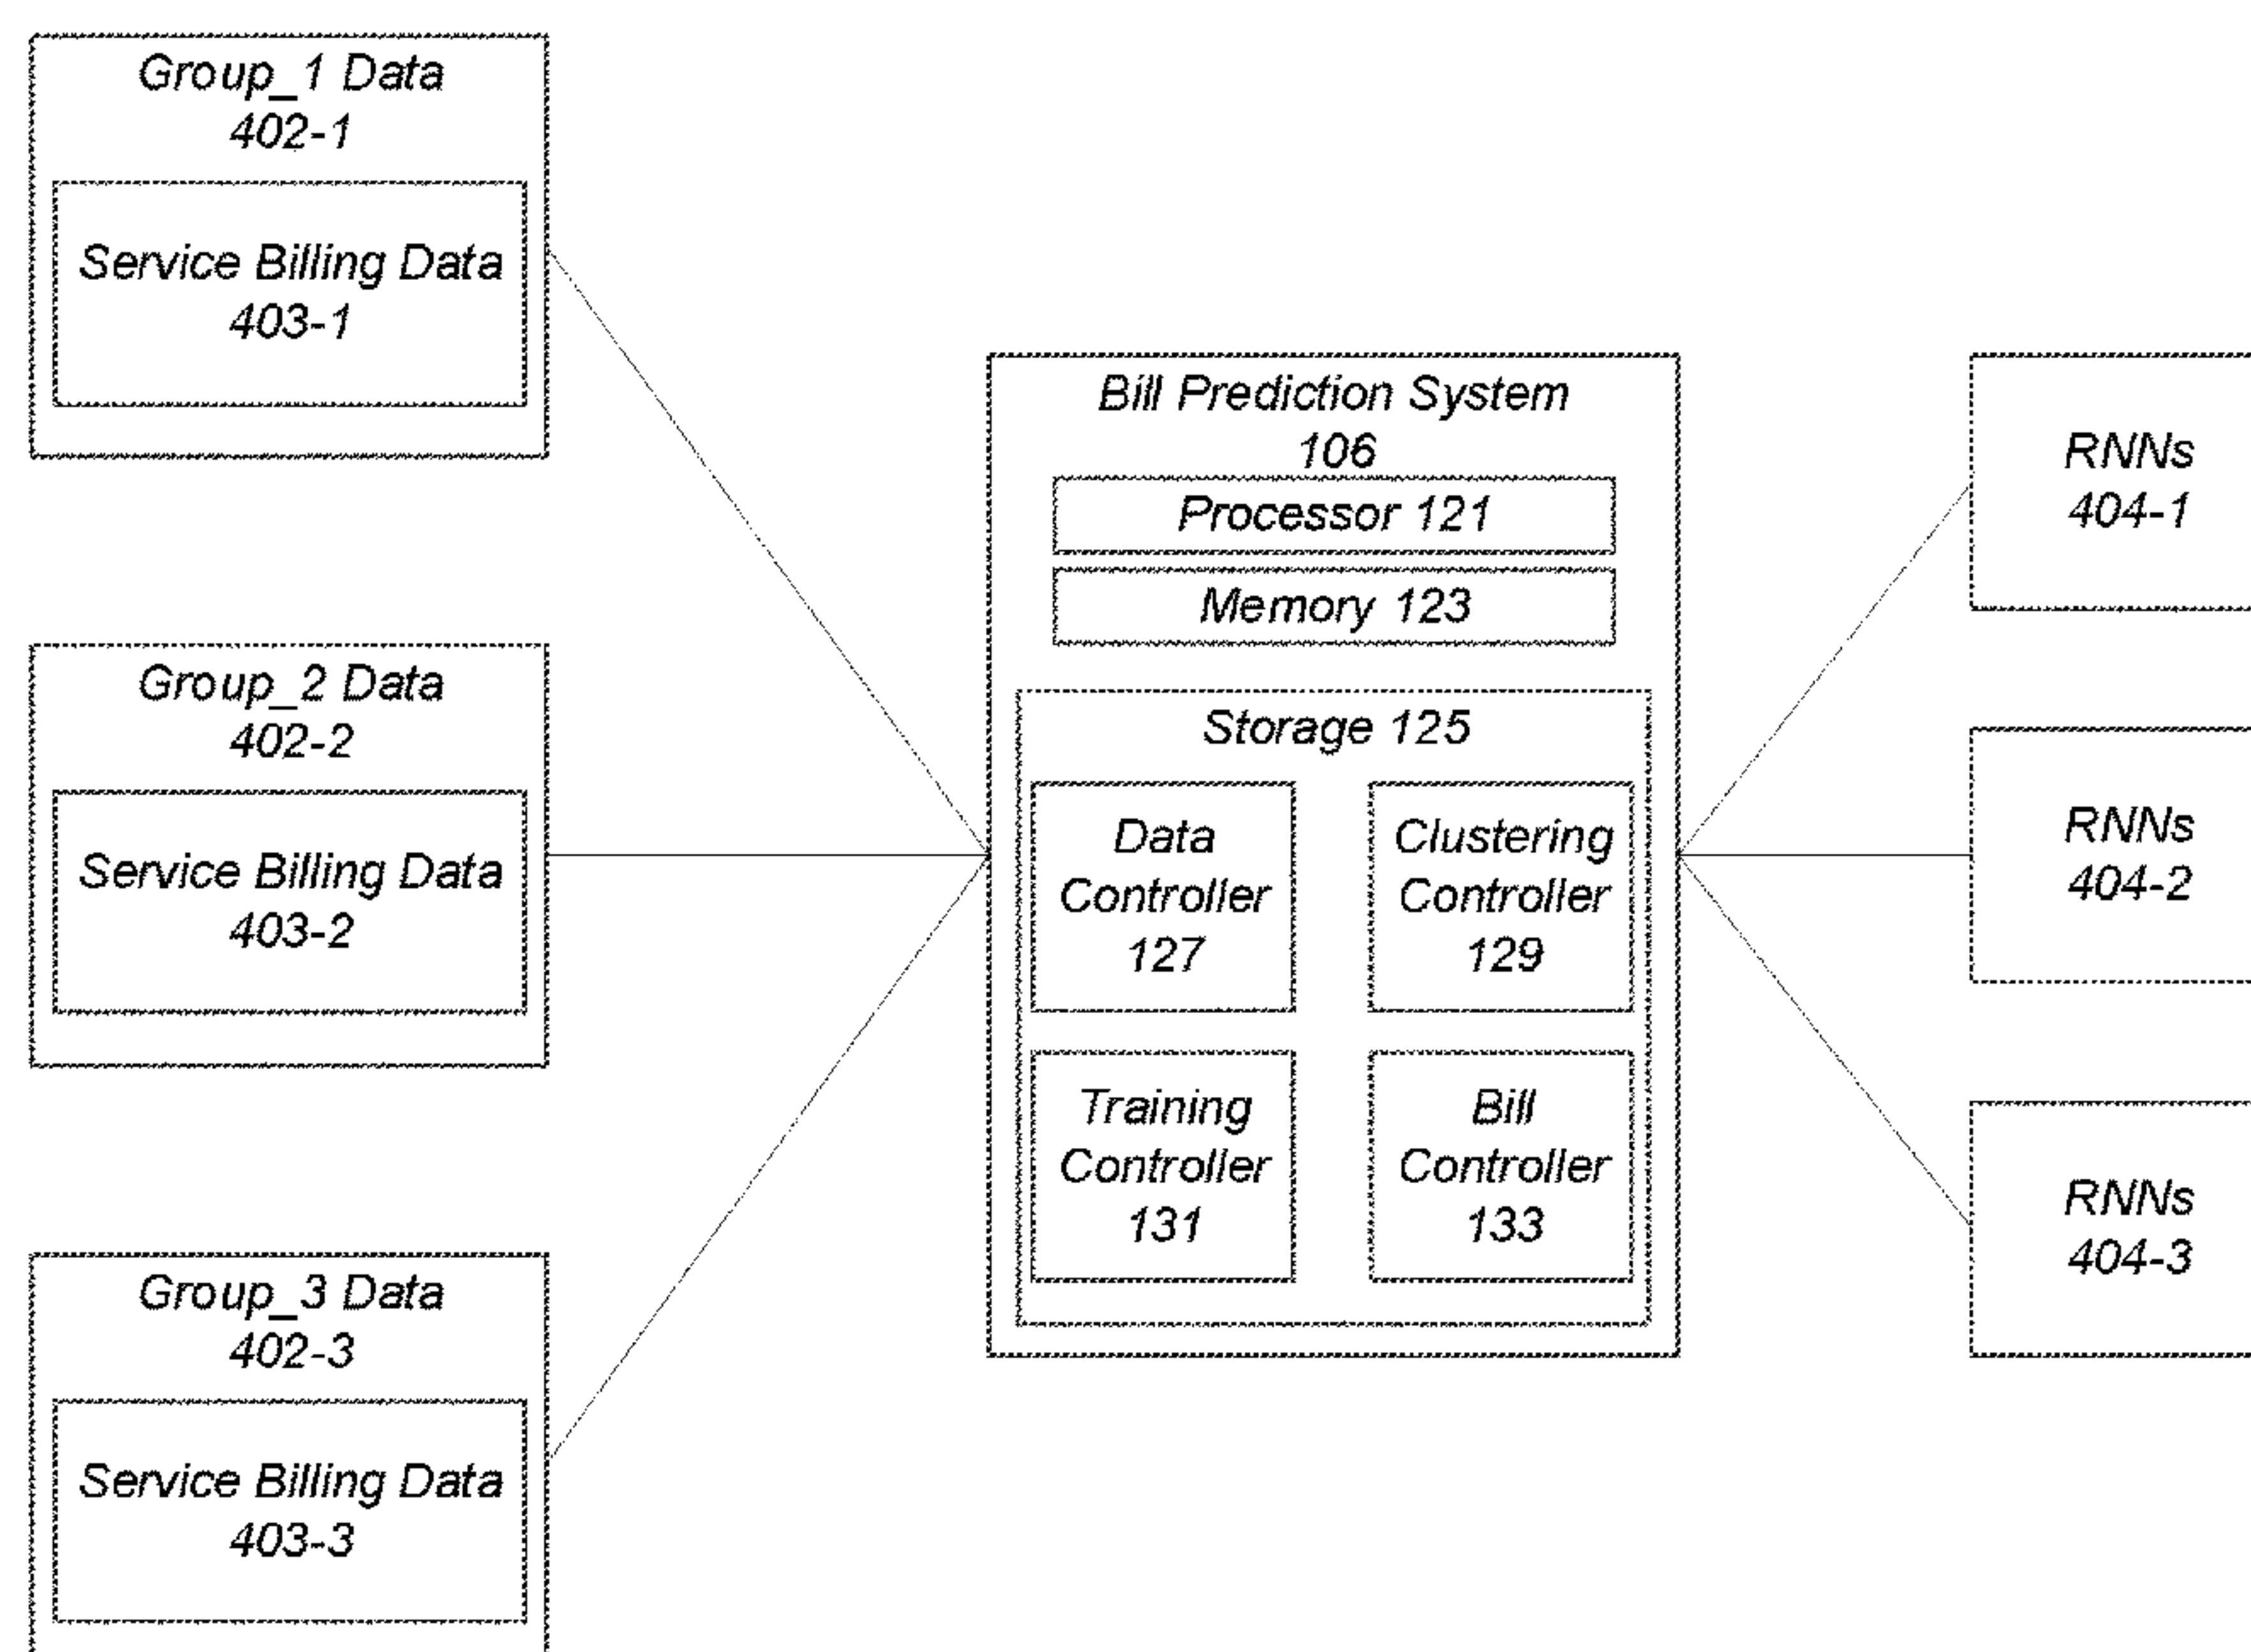 Group_1 Data
402-1
Service Billing Data
403-1
Group_2 Data
402-2
Service Billing Data
403-2
Group_3 Data
402-3
Service Billing Data
403-3
Bill Prediction System
106
Processor 121
Memory 123
Storage 125
Data
Controller
127
Clustering
Controller
129
Training
Controller
131
Bill
Controller
133
RNNs
404-1
RNNs
404-2
RNNs
404-3